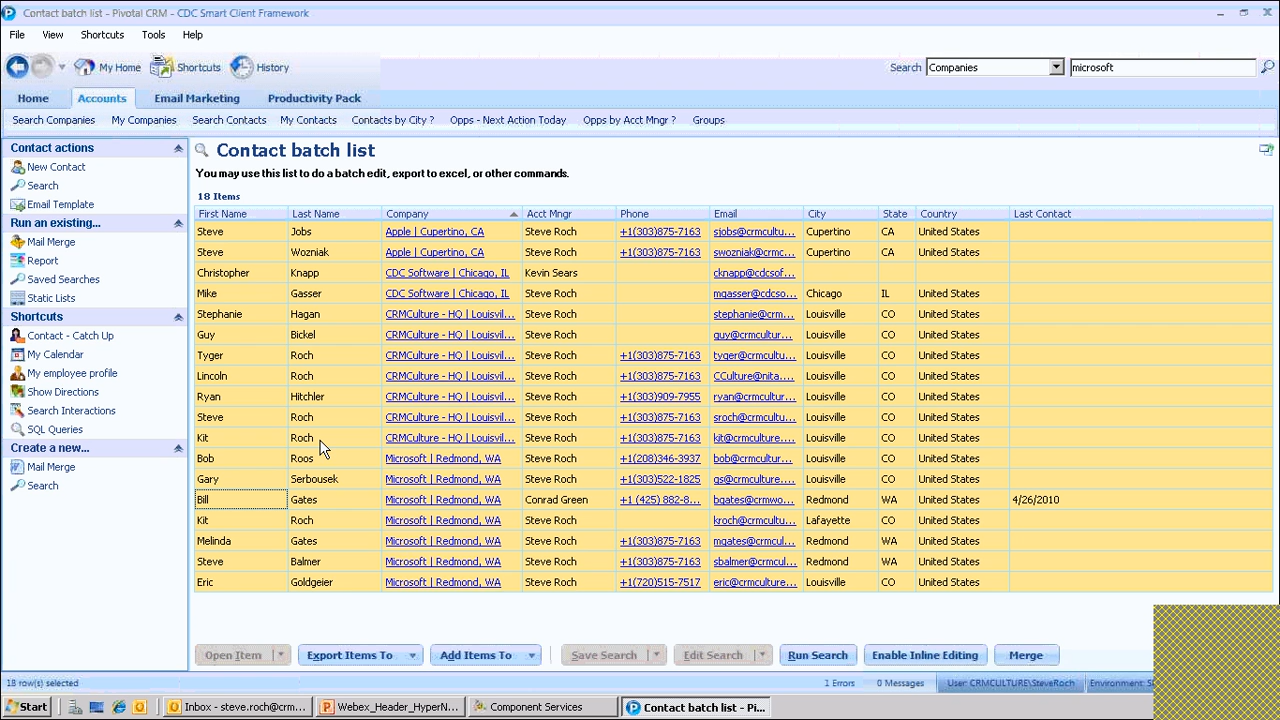 Contact batch list - Pivotal CRM - CDC Smart Client Framework
File View Shortcuts Tools Help
My Home Shortcuts History Search Companies microsoft
Home Accounts Email Marketing Productivity Pack
Search Companies My Companies Search Contacts My Contacts Contacts by City ? Opps - Next Action Today Opps by Acct Mngr ? Groups
Contact actions
New Contact
Search
Email Template
Run an existing...
Mail Merge
Report
Saved Searches
Static Lists
Shortcuts
Contact - Catch Up
My Calendar
My employee profile
Show Directions
Search Interactions
SQL Queries
Create a new...
Mail Merge
Search
Contact batch list
You may use this list to do a batch edit, export to excel, or other commands.
18 Items
First Name Last Name Company Acct Mngr Phone Email City State Country Last Contact
Steve Jobs Apple | Cupertino, CA Steve Roch +1(303)875-7163 sjobs@crmcultu... Cupertino CA United States
Steve Wozniak Apple | Cupertino, CA Steve Roch +1(303)875-7163 swozniak@crm... Cupertino CA United States
Christopher Knapp CDC Software | Chicago, IL Kevin Sears cknapp@cdcsof... United States
Mike Gasser CDC Software | Chicago, IL Steve Roch mgasser@cdcso... Chicago IL United States
Stephanie Hagan CRMCulture - HQ | Louisvil... Steve Roch stephanie@crm... Louisville CO United States
Guy Bickel CRMCulture - HQ | Louisvil... Steve Roch guy@crmcultur... Louisville CO United States
Tyger Roch CRMCulture - HQ | Louisvil... Steve Roch +1(303)875-7163 tyger@crmcultu... Louisville CO United States
Lincoln Roch CRMCulture - HQ | Louisvil... Steve Roch +1(303)875-7163 CCulture@nita.... Louisville CO United States
Ryan Hitchler CRMCulture - HQ | Louisvil... Steve Roch +1(303)909-7955 ryan@crmcultur... Louisville CO United States
Steve Roch CRMCulture - HQ | Louisvil... Steve Roch +1(303)875-7163 sroch@crmcultu... Louisville CO United States
Kit Roch CRMCulture - HQ | Louisvil... Steve Roch +1(303)875-7163 kit@crmculture.... Louisville CO United States
Bob Roos Microsoft | Redmond, WA Steve Roch +1(208)346-3937 bob@crmcultur... Louisville CO United States
Gary Serbousek Microsoft | Redmond, WA Steve Roch +1(303)522-1825 gs@crmculture.... Louisville CO United States
Bill Gates Microsoft | Redmond, WA Conrad Green +1 (425) 882-8... bgates@crmwo... Redmond WA United States 4/26/2010
Kit Roch Microsoft | Redmond, WA Steve Roch kroch@crmcultu... Lafayette CO United States
Melinda Gates Microsoft | Redmond, WA Steve Roch +1(303)875-7163 mgates@crmcul... Redmond WA United States
Steve Balmer Microsoft | Redmond, WA Steve Roch +1(303)875-7163 sbalmer@crmcul... Redmond WA United States
Eric Goldgeier Microsoft | Redmond, WA Steve Roch +1(720)515-7517 eric@crmculture... Louisville CO United States
Open Item Export Items To Add Items To Save Search Edit Search Run Search Enable Inline Editing Merge
18 row(s) selected 1 Errors 0 Messages User: CRMCULTURE\SteveRoch Environment:
Start Inbox - steve.roch@crm... Webex_Header_HyperN... Component Services Contact batch list - Pi...